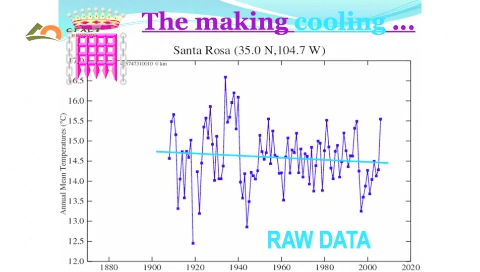 The making cooling ...
Santa Rosa (35.0 N,104.7 W)
Annual Mean Temperatures (°C)
16.5
16.0
15.5
15.0
14.5
14.0
13.5
13.0
12.5
12.0
1880 1900 1920 1940 1960 1980 2000 2020
RAW DATA